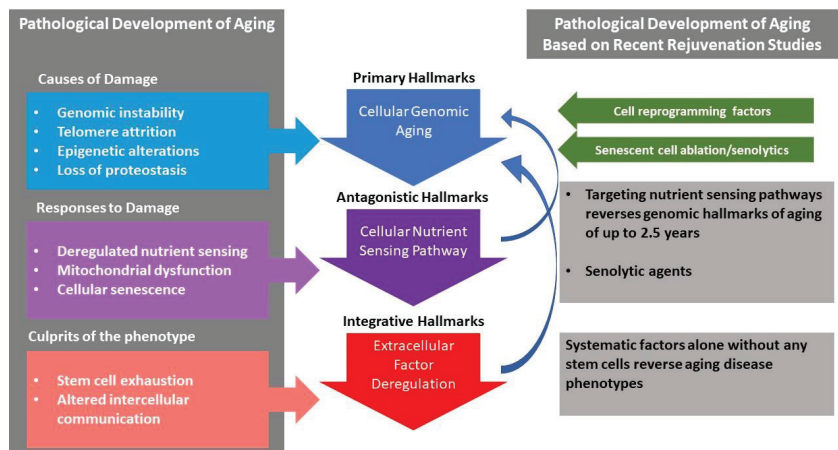 Pathological Development of Aging
Causes of Damage
• Genomic instability
• Telomere attrition
• Epigenetic alterations
• Loss of proteostasis
Responses to Damage
• Deregulated nutrient sensing
• Mitochondrial dysfunction
• Cellular senescence
Culprits of the phenotype
• Stem cell exhaustion
• Altered intercellular
communication
Primary Hallmarks
Cellular Genomic
Aging
Antagonistic Hallmarks
Cellular Nutrient
Sensing Pathway
Integrative Hallmarks
Extracellular
Factor
Deregulation
Pathological Development of Aging
Based on Recent Rejuvenation Studies
Cell reprogramming factors
Senescent cell ablation/senolytics
• Targeting nutrient sensing pathways
reverses genomic hallmarks of aging
of up to 2.5 years
• Senolytic agents
Systematic factors alone without any
stem cells reverse aging disease
phenotypes